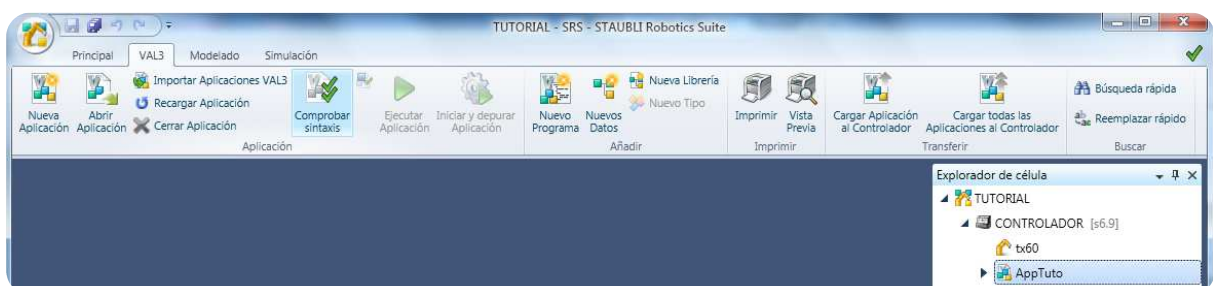 TUTORIAL - SRS - STAUBLI Robotics Suite
Principal VAL3 Modelado Simulación
Nueva Aplicación
Abrir Aplicación
Importar Aplicaciones VAL3
Recargar Aplicación
Cerrar Aplicación
Comprobar sintaxis
Ejecutar Aplicación
Iniciar y depurar Aplicación
Aplicación
Nuevo Programa
Nuevos Datos
Nueva Librería
Nuevo Tipo
Añadir
Imprimir
Vista Previa
Imprimir
Cargar Aplicación al Controlador
Cargar todas las Aplicaciones al Controlador
Transferir
Búsqueda rápida
Reemplazar rápido
Buscar
Explorador de célula
TUTORIAL
CONTROLADOR [s6.9]
tx60
AppTuto